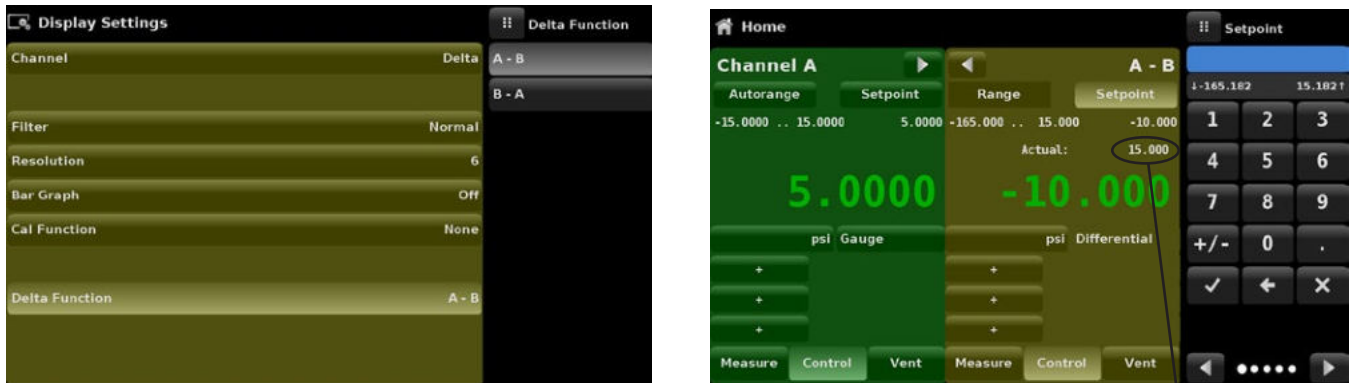 Display Settings
Delta Function
Channel Delta
A - B
B - A
Filter Normal
Resolution 6
Bar Graph Off
Cal Function None
Delta Function A - B
Home
Setpoint
Channel A
A - B
Autorange Setpoint Range Setpoint
↓-165.182 15.182↑
-15.0000 .. 15.0000 5.0000 -165.000 .. 15.000 -10.000
Actual: 15.000
5.0000 -10.000
psi Gauge psi Differential
+ +
+ +
+ +
Measure Control Vent Measure Control Vent
1 2 3
4 5 6
7 8 9
+/- 0 .
✓ ← ✕